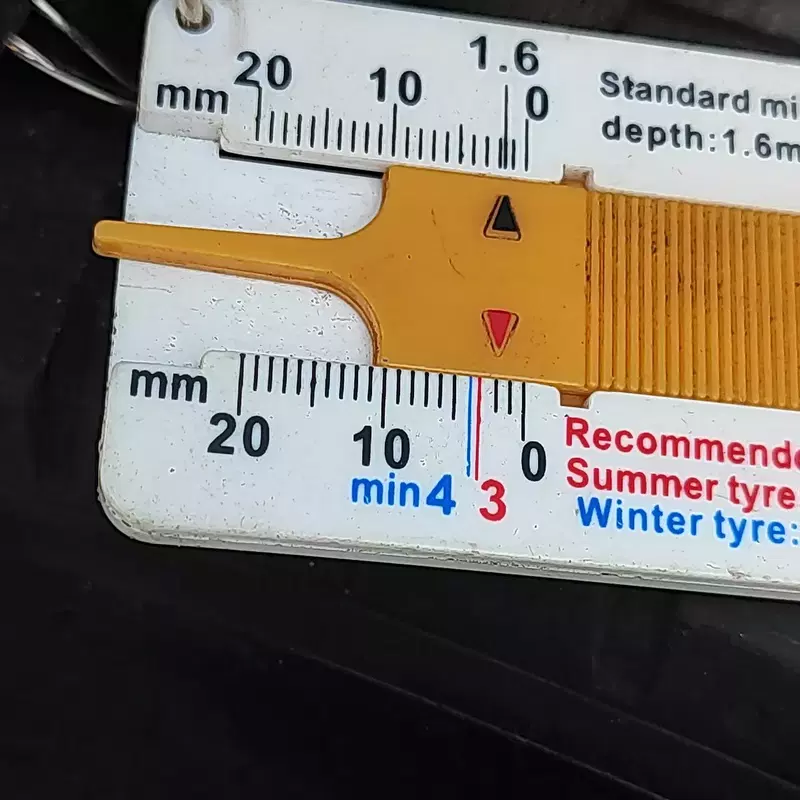 1.6
mm 20 10 0
Standard mi
depth:1.6m
mm
20 10 0
min4 3
Recommende
Summer tyre
Winter tyre: